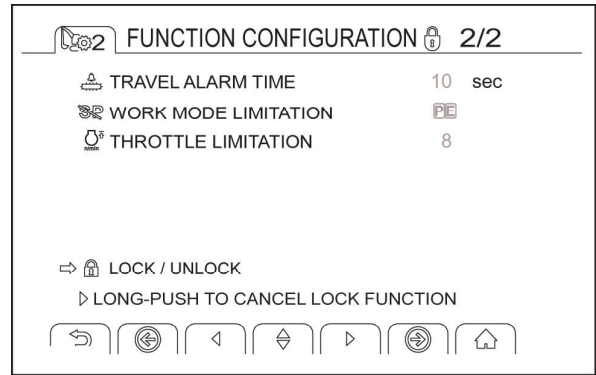 2 FUNCTION CONFIGURATION 2/2
TRAVEL ALARM TIME 10 sec
WORK MODE LIMITATION PE
n/min THROTTLE LIMITATION 8
LOCK / UNLOCK
LONG-PUSH TO CANCEL LOCK FUNCTION